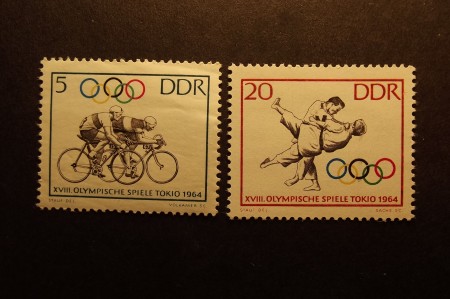 5 DDR
XVIII. OLYMPISCHE SPIELE TOKIO 1964
20 DDR
XVIII. OLYMPISCHE SPIELE TOKIO 1964